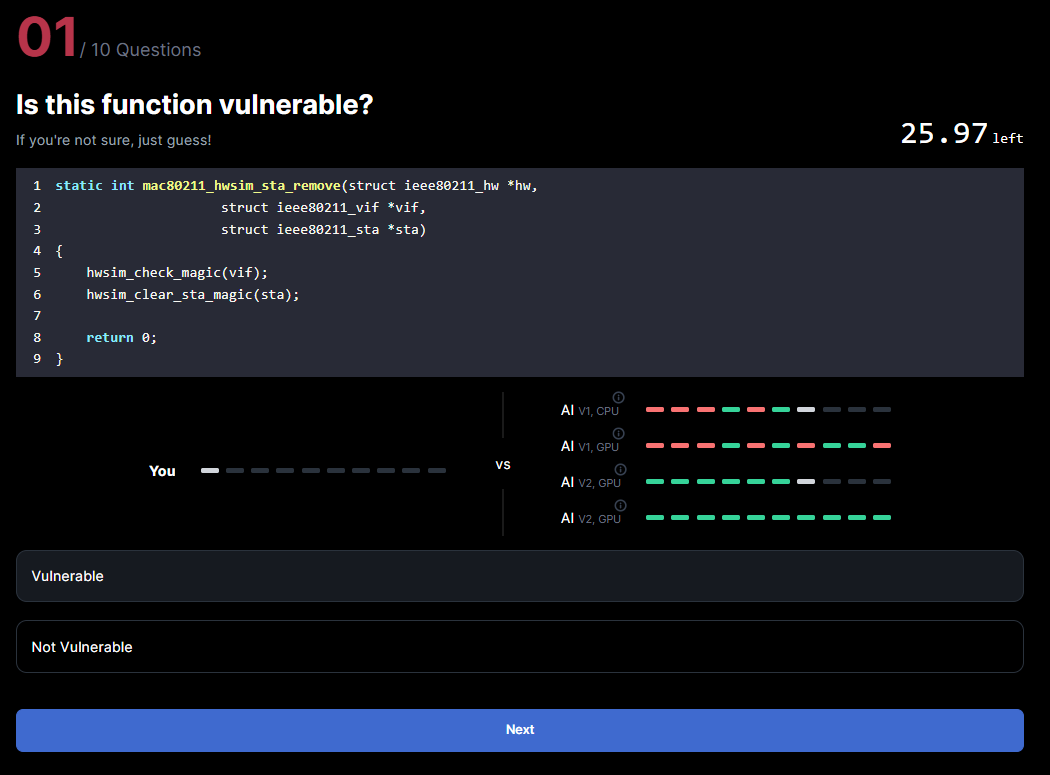 01 / 10 Questions
Is this function vulnerable?
If you're not sure, just guess!
25.97 left
1 static int mac80211_hwsim_sta_remove(struct ieee80211_hw *hw,
2 struct ieee80211_vif *vif,
3 struct ieee80211_sta *sta)
4 {
5 hwsim_check_magic(vif);
6 hwsim_clear_sta_magic(sta);
7
8 return 0;
9 }
You
vs
AI V1, CPU
AI V1, GPU
AI V2, GPU
AI V2, GPU
Vulnerable
Not Vulnerable
Next